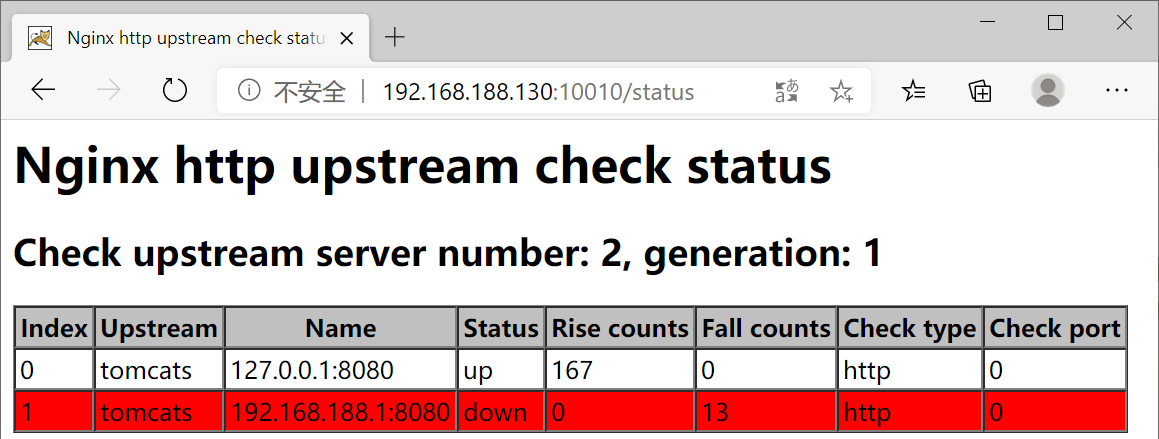 Nginx http upstream check statu
不安全 192.168.188.130:10010/status
Nginx http upstream check status
Check upstream server number: 2, generation: 1
Index Upstream Name Status Rise counts Fall counts Check type Check port
0 tomcats 127.0.0.1:8080 up 167 0 http 0
1 tomcats 192.168.188.1:8080 down 0 13 http 0